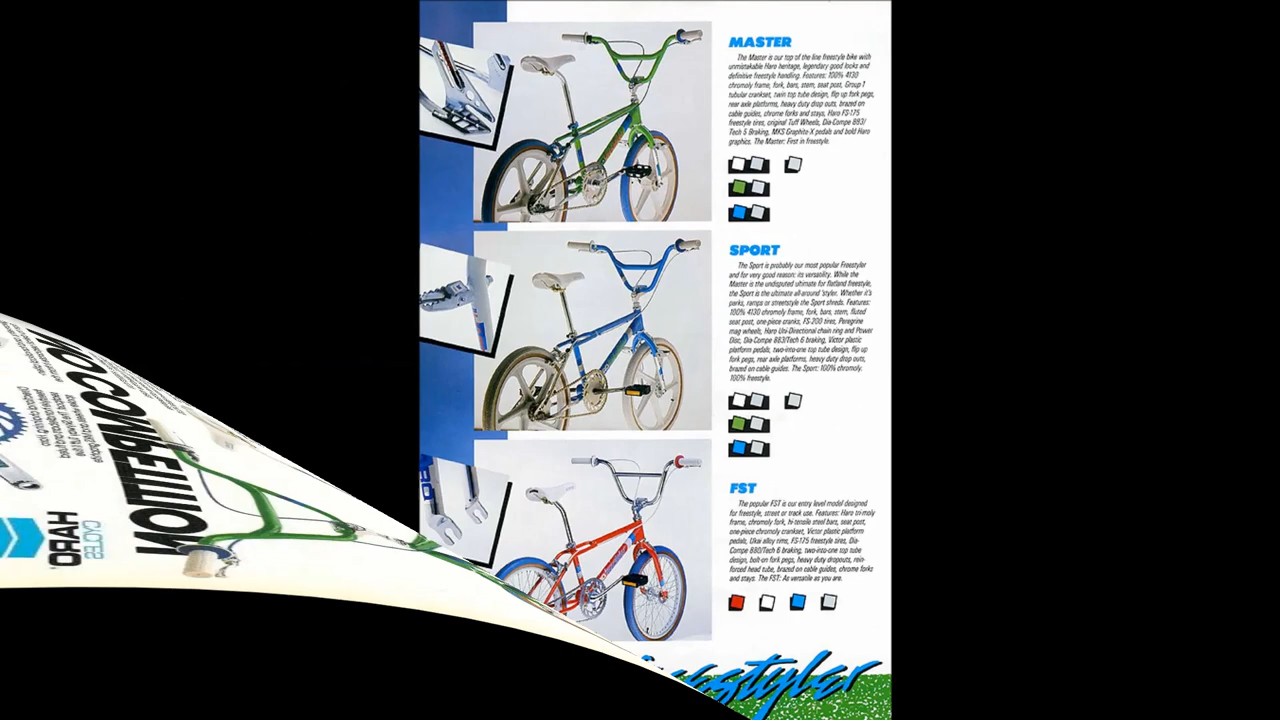 MASTER
The Master is our top of the line freestyle bike with
unmistakable Haro heritage, legendary good looks and
definitive freestyle handling. Features: 100% 4130
chromoly frame, fork, bars, stem, seat post, Group 1
tubular crankset, twin top tube design, flip up fork pegs,
rear axle platforms, heavy duty drop outs, brazed on
cable guides, chrome forks and stays, Haro FS-175
freestyle tires, original Tuff Wheels, Dia-Compe 883/
Tech 5 Braking, MKS Graphite-X pedals and bold Haro
graphics. The Master: First in freestyle.
SPORT
The Sport is probably our most popular Freestyler
and for very good reason: its versatility. While the
Master is the undisputed ultimate for flatland freestyle,
the Sport is the ultimate all-around 'styler. Whether it's
parks, ramps or streetstyle the Sport shreds. Features:
100% 4130 chromoly frame, fork, bars, stem, fluted
seat post, one-piece cranks, FS-200 tires, Peregrine
mag wheels, Haro Uni-Directional chain ring and Power
Disc, Dia-Compe 883/Tech 6 braking, Victor plastic
platform pedals, two-into-one top tube design, flip up
fork pegs, rear axle platforms, heavy duty drop outs,
brazed on cable guides. The Sport: 100% chromoly.
100% freestyle.
FST
The popular FST is our entry level model designed
for freestyle, street or track use. Features: Haro tri-moly
frame, chromoly fork, hi-tensile steel bars, seat post,
one-piece chromoly crankset, Victor plastic platform
pedals, Ukai alloy rims, FS-175 freestyle tires, Dia-
Compe 880/Tech 6 braking, two-into-one top tube
design, bolt-on fork pegs, heavy duty dropouts, rein-
forced head tube, brazed on cable guides, chrome forks
and stays. The FST: As versatile as you are.
COMPETITION
HARO
CYCLES